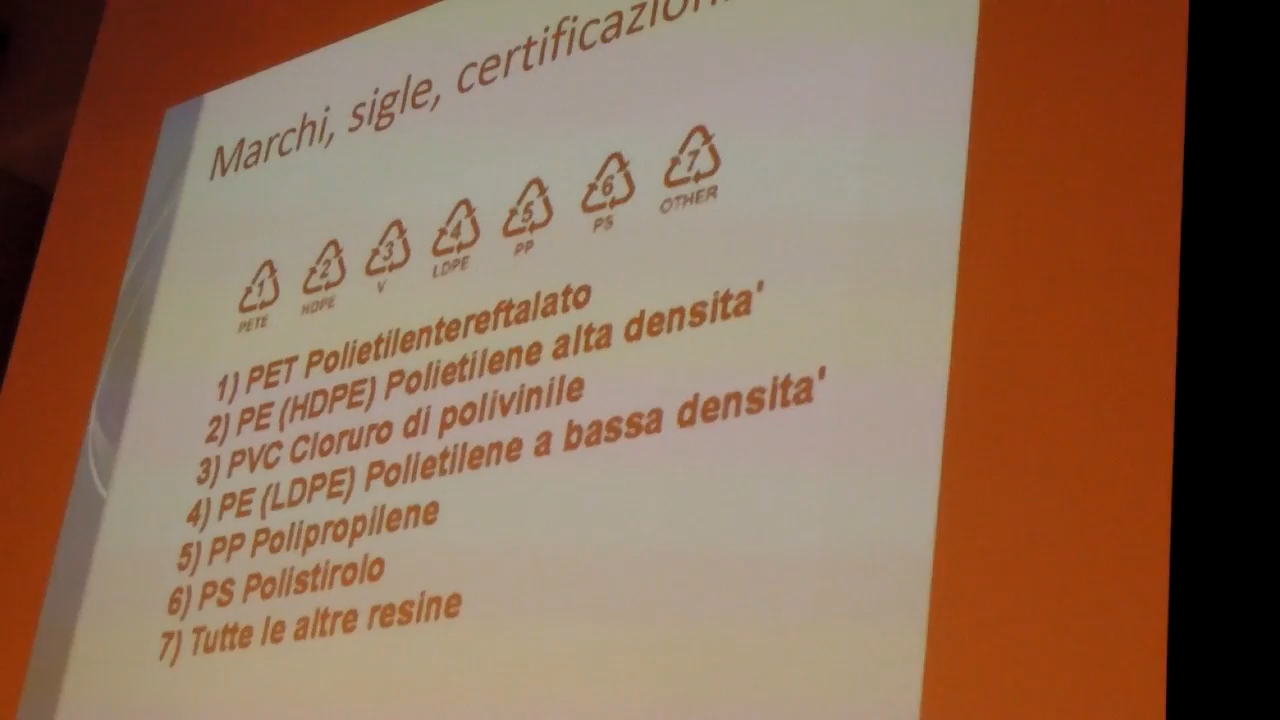 Marchi, sigle, certificazioni
1 2 3 4 5 6 7
PETE HDPE V LDPE PP PS OTHER
1) PET Polietilentereftalato
2) PE (HDPE) Polietilene alta densita'
3) PVC Cloruro di polivinile
4) PE (LDPE) Polietilene a bassa densita'
5) PP Polipropilene
6) PS Polistirolo
7) Tutte le altre resine